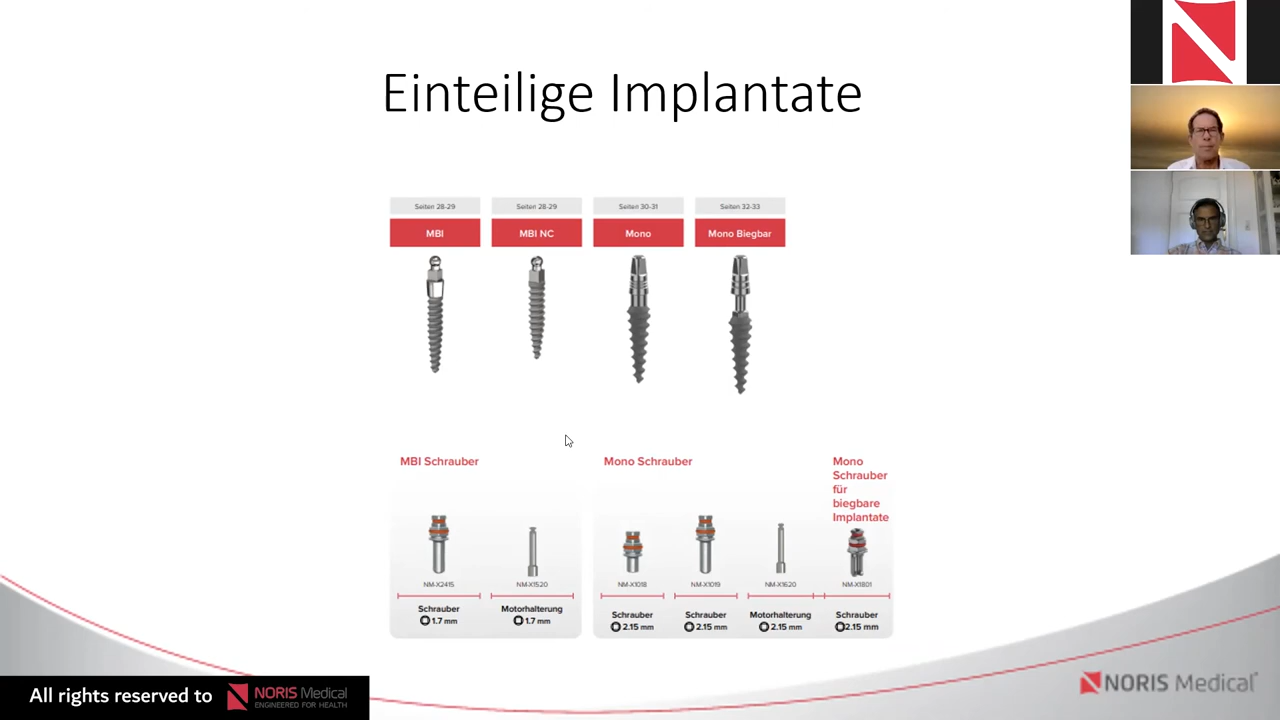 Einteilige Implantate
Seiten 28-29
Seiten 28-29
Seiten 30-31
Seiten 32-33
MBI
MBI NC
Mono
Mono Biegbar
MBI Schrauber
Mono Schrauber
Mono
Schrauber
für
biegbare
Implantate
NM-X2415
NM-X1520
NM-X1018
NM-X1019
NM-X1620
NM-X1801
Schrauber
1.7 mm
Motorhalterung
1.7 mm
Schrauber
2.15 mm
Schrauber
2.15 mm
Motorhalterung
2.15 mm
Schrauber
2.15 mm
All rights reserved to
NORIS Medical
ENGINEERED FOR HEALTH
NORIS Medical